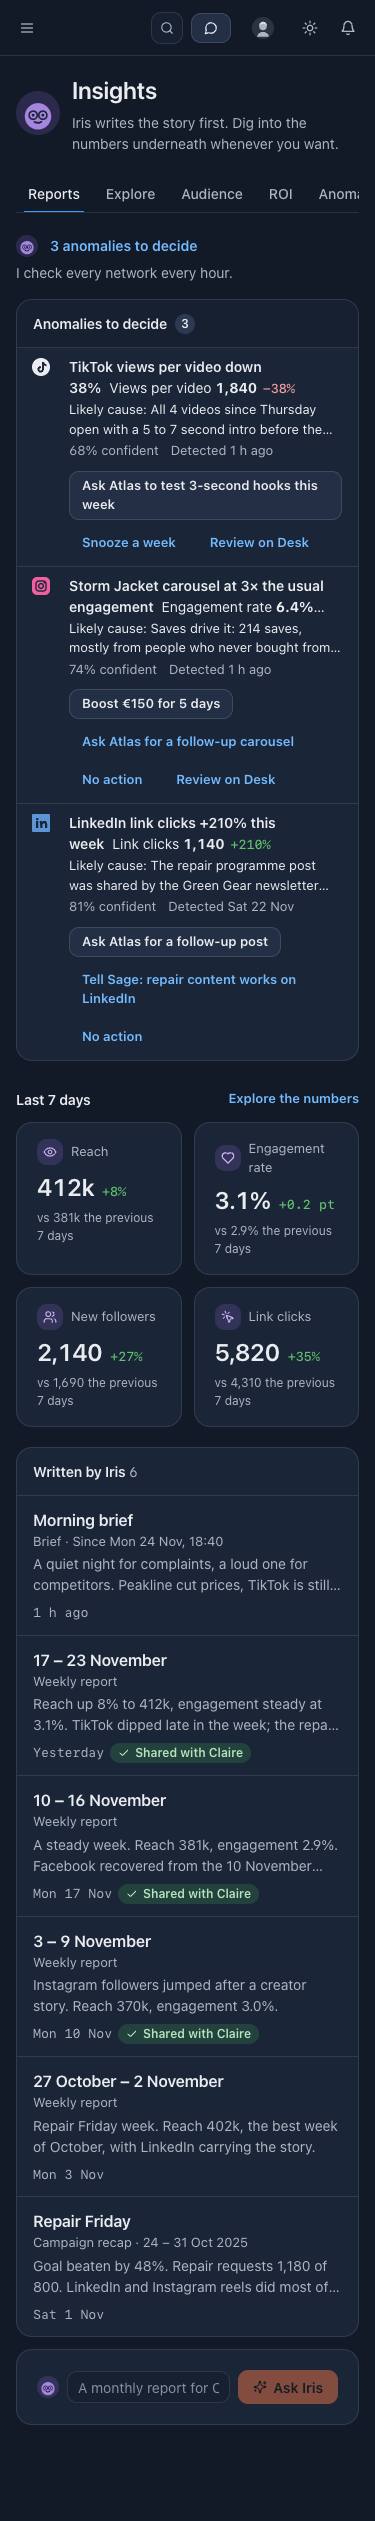 Insights
Iris writes the story first. Dig into the
numbers underneath whenever you want.
Reports Explore Audience ROI Anoma
3 anomalies to decide
I check every network every hour.
Anomalies to decide 3
TikTok views per video down
38% Views per video 1,840 −38%
Likely cause: All 4 videos since Thursday
open with a 5 to 7 second intro before the…
68% confident Detected 1 h ago
Ask Atlas to test 3-second hooks this
week
Snooze a week Review on Desk
Storm Jacket carousel at 3× the usual
engagement Engagement rate 6.4%…
Likely cause: Saves drive it: 214 saves,
mostly from people who never bought from…
74% confident Detected 1 h ago
Boost €150 for 5 days
Ask Atlas for a follow-up carousel
No action Review on Desk
LinkedIn link clicks +210% this
week Link clicks 1,140 +210%
Likely cause: The repair programme post
was shared by the Green Gear newsletter…
81% confident Detected Sat 22 Nov
Ask Atlas for a follow-up post
Tell Sage: repair content works on
LinkedIn
No action
Last 7 days Explore the numbers
Reach
412k +8%
vs 381k the previous
7 days
Engagement
rate
3.1% +0.2 pt
vs 2.9% the previous
7 days
New followers
2,140 +27%
vs 1,690 the previous
7 days
Link clicks
5,820 +35%
vs 4,310 the previous
7 days
Written by Iris 6
Morning brief
Brief · Since Mon 24 Nov, 18:40
A quiet night for complaints, a loud one for
competitors. Peakline cut prices, TikTok is still…
1 h ago
17 – 23 November
Weekly report
Reach up 8% to 412k, engagement steady at
3.1%. TikTok dipped late in the week; the repa…
Yesterday Shared with Claire
10 – 16 November
Weekly report
A steady week. Reach 381k, engagement 2.9%.
Facebook recovered from the 10 November…
Mon 17 Nov Shared with Claire
3 – 9 November
Weekly report
Instagram followers jumped after a creator
story. Reach 370k, engagement 3.0%.
Mon 10 Nov Shared with Claire
27 October – 2 November
Weekly report
Repair Friday week. Reach 402k, the best week
of October, with LinkedIn carrying the story.
Mon 3 Nov
Repair Friday
Campaign recap · 24 – 31 Oct 2025
Goal beaten by 48%. Repair requests 1,180 of
800. LinkedIn and Instagram reels did most of…
Sat 1 Nov
A monthly report for C Ask Iris